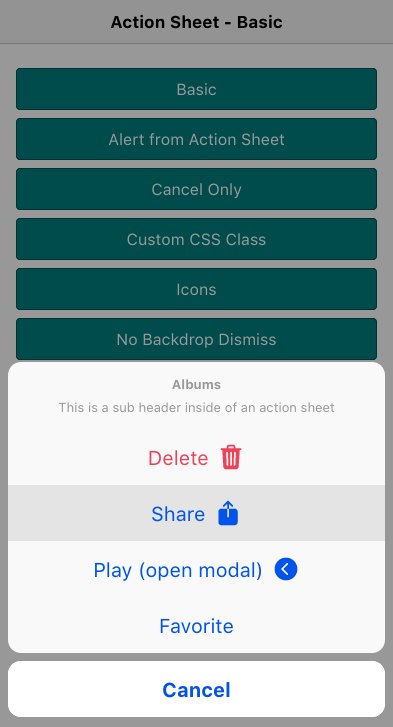 Action Sheet - Basic
Basic
Alert from Action Sheet
Cancel Only
Custom CSS Class
Icons
No Backdrop Dismiss
Albums
This is a sub header inside of an action sheet
Delete
Share
Play (open modal)
Favorite
Cancel